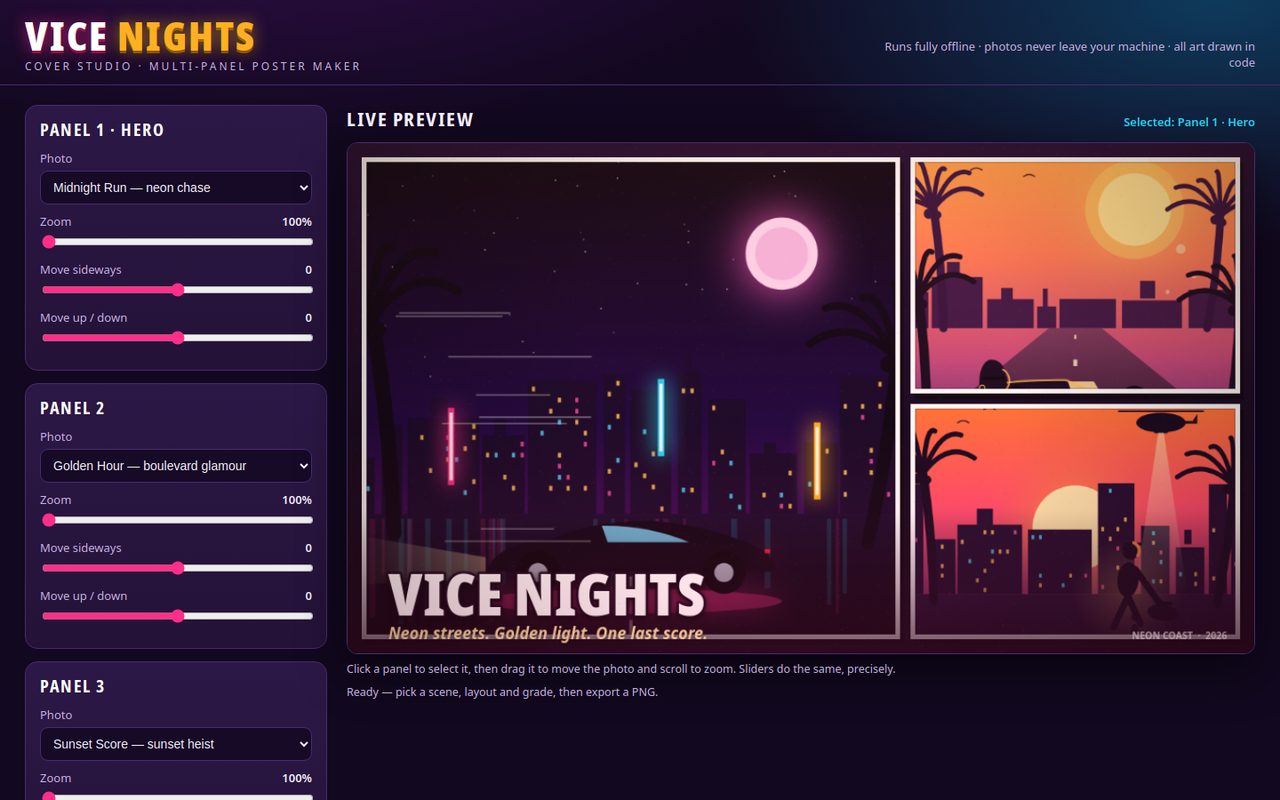 VICE NIGHTS
COVER STUDIO · MULTI-PANEL POSTER MAKER
Runs fully offline · photos never leave your machine · all art drawn in
code
PANEL 1 · HERO
Photo
Midnight Run — neon chase
Zoom 100%
Move sideways 0
Move up / down 0
PANEL 2
Photo
Golden Hour — boulevard glamour
Zoom 100%
Move sideways 0
Move up / down 0
PANEL 3
Photo
Sunset Score — sunset heist
Zoom 100%
LIVE PREVIEW
Selected: Panel 1 · Hero
VICE NIGHTS
Neon streets. Golden light. One last score.
NEON COAST · 2026
Click a panel to select it, then drag it to move the photo and scroll to zoom. Sliders do the same, precisely.
Ready — pick a scene, layout and grade, then export a PNG.